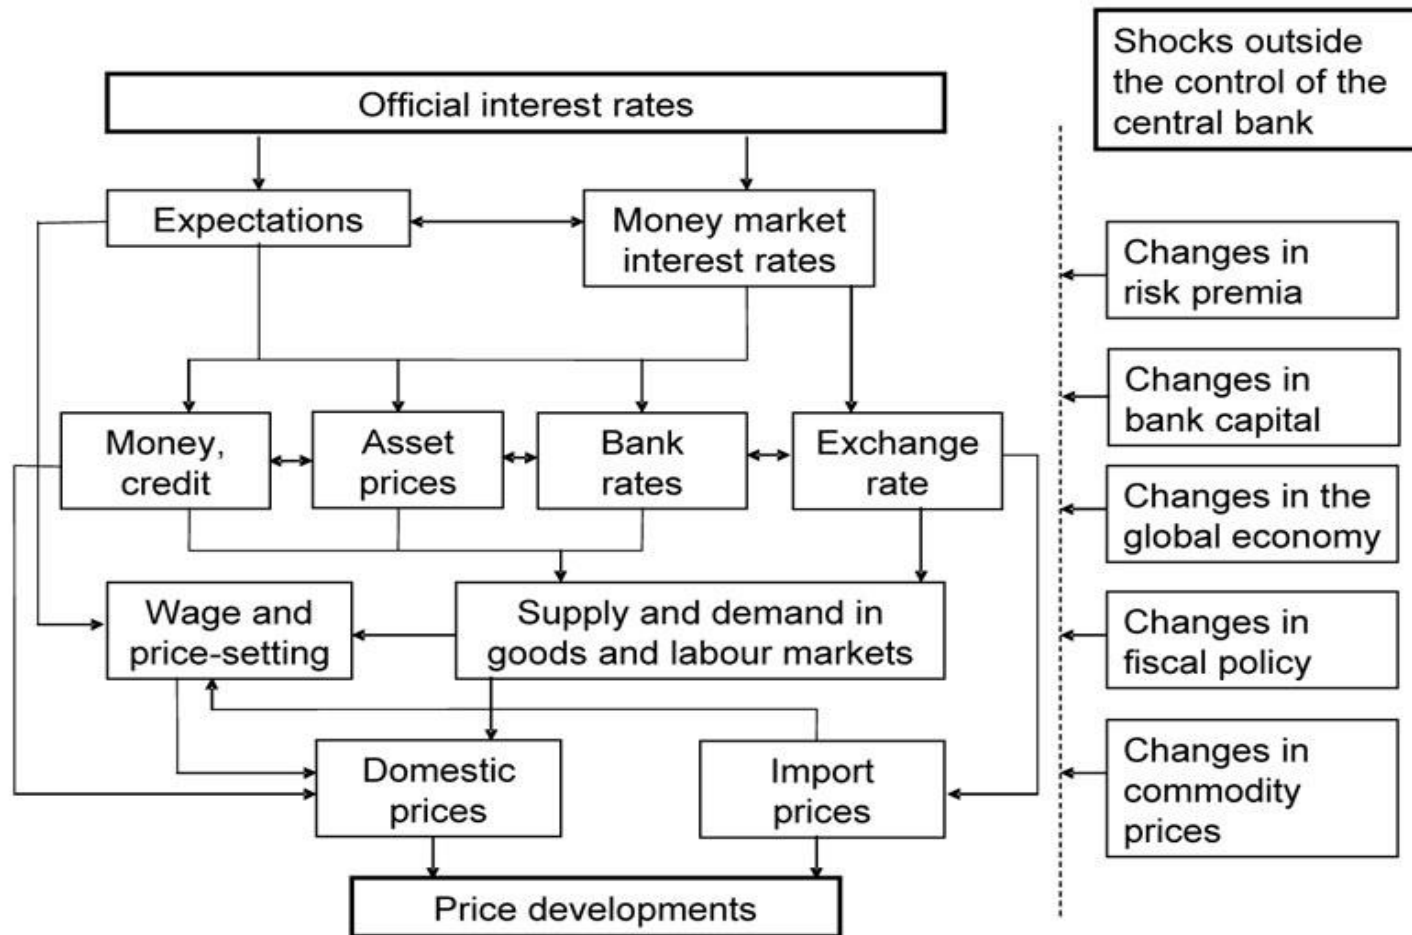 Official interest rates
Expectations
Money market
interest rates
Money,
credit
Asset
prices
Bank
rates
Exchange
rate
Wage and
price-setting
Supply and demand in
goods and labour markets
Domestic
prices
Import
prices
Price developments
Shocks outside
the control of the
central bank
Changes in
risk premia
Changes in
bank capital
Changes in the
global economy
Changes in
fiscal policy
Changes in
commodity
prices